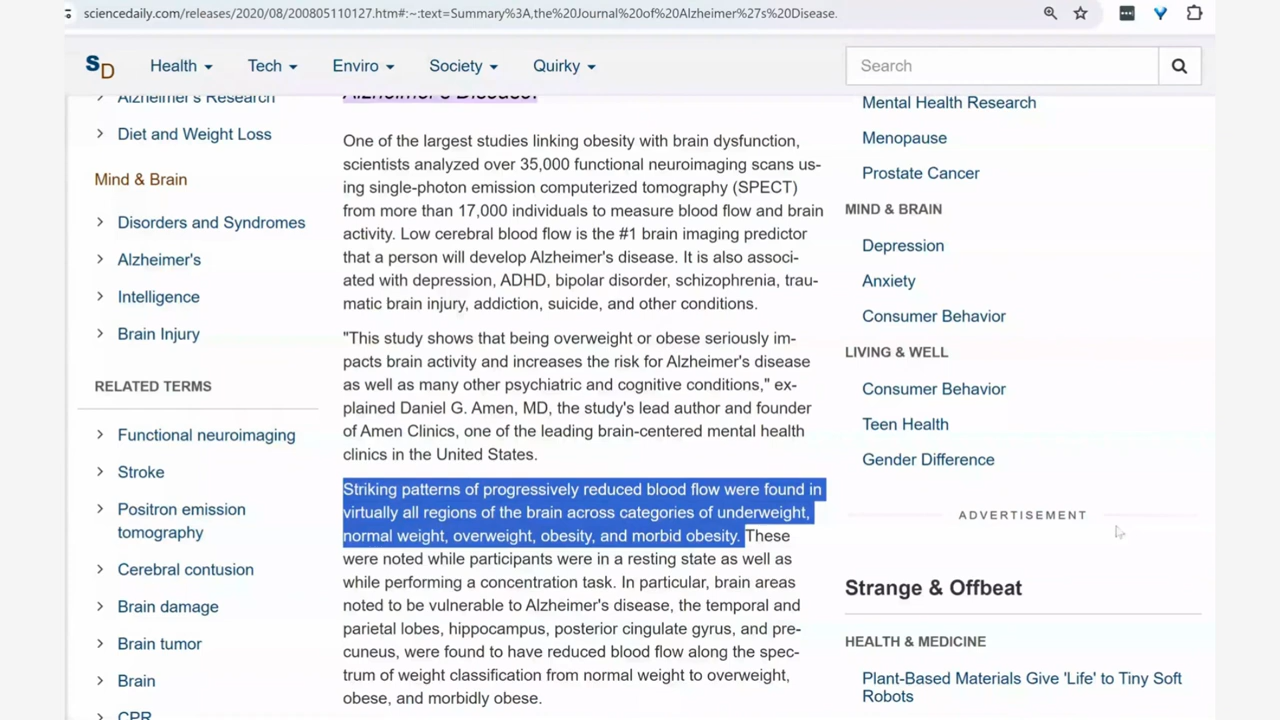 sciencedaily.com/releases/2020/08/200805110127.htm#:~:text=Summary%3A,the%20Journal%20of%20Alzheimer%27s%20Disease.
SD
Health
Tech
Enviro
Society
Quirky
Search
Alzheimer's Research
Diet and Weight Loss
Mind & Brain
Disorders and Syndromes
Alzheimer's
Intelligence
Brain Injury
RELATED TERMS
Functional neuroimaging
Stroke
Positron emission
tomography
Cerebral contusion
Brain damage
Brain tumor
Brain
CPR
Alzheimer's Disease.
One of the largest studies linking obesity with brain dysfunction,
scientists analyzed over 35,000 functional neuroimaging scans us-
ing single-photon emission computerized tomography (SPECT)
from more than 17,000 individuals to measure blood flow and brain
activity. Low cerebral blood flow is the #1 brain imaging predictor
that a person will develop Alzheimer's disease. It is also associ-
ated with depression, ADHD, bipolar disorder, schizophrenia, trau-
matic brain injury, addiction, suicide, and other conditions.
"This study shows that being overweight or obese seriously im-
pacts brain activity and increases the risk for Alzheimer's disease
as well as many other psychiatric and cognitive conditions," ex-
plained Daniel G. Amen, MD, the study's lead author and founder
of Amen Clinics, one of the leading brain-centered mental health
clinics in the United States.
Striking patterns of progressively reduced blood flow were found in
virtually all regions of the brain across categories of underweight,
normal weight, overweight, obesity, and morbid obesity. These
were noted while participants were in a resting state as well as
while performing a concentration task. In particular, brain areas
noted to be vulnerable to Alzheimer's disease, the temporal and
parietal lobes, hippocampus, posterior cingulate gyrus, and pre-
cuneus, were found to have reduced blood flow along the spec-
trum of weight classification from normal weight to overweight,
obese, and morbidly obese.
Mental Health Research
Menopause
Prostate Cancer
MIND & BRAIN
Depression
Anxiety
Consumer Behavior
LIVING & WELL
Consumer Behavior
Teen Health
Gender Difference
ADVERTISEMENT
Strange & Offbeat
HEALTH & MEDICINE
Plant-Based Materials Give 'Life' to Tiny Soft
Robots